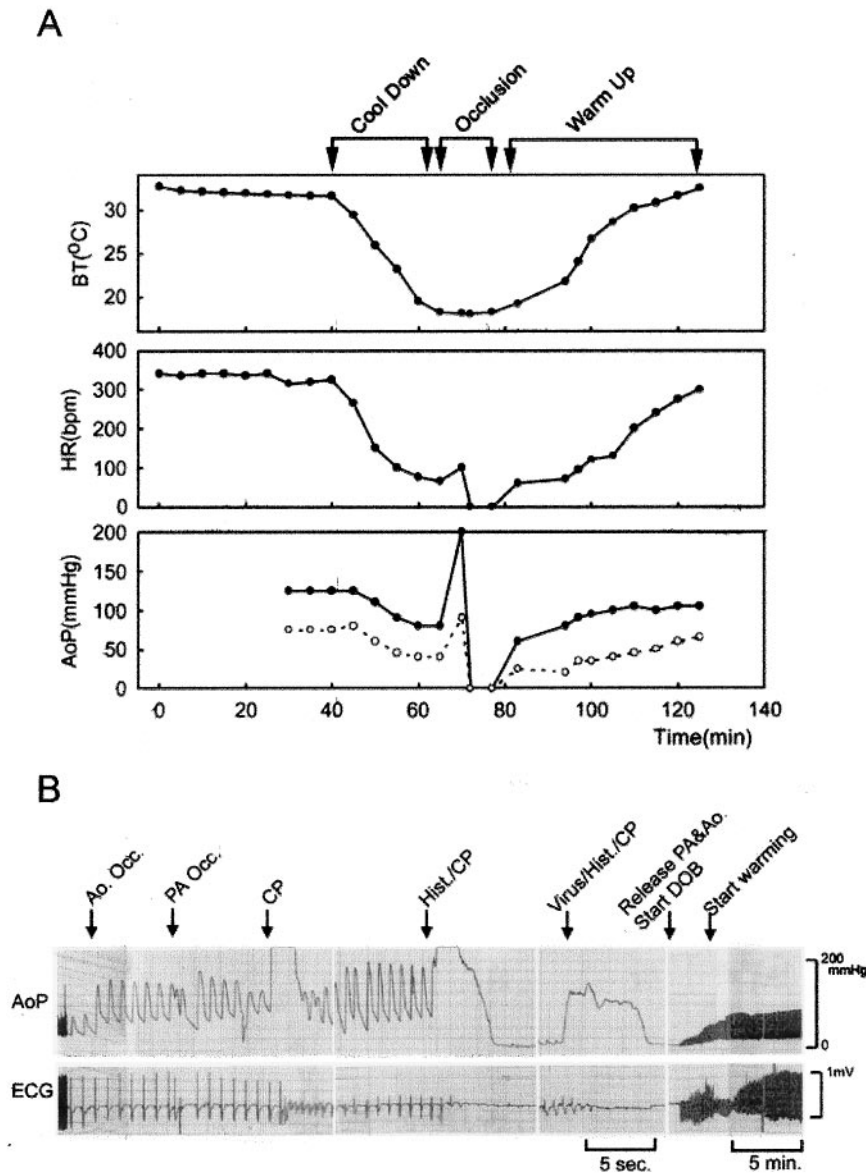 A
Cool Down
Occlusion
Warm Up
BT(⁰C)
30
25
20
HR(bpm)
400
300
200
100
0
AoP(mmHg)
200
150
100
50
0
0 20 40 60 80 100 120 140
Time(min)
B
Ao. Occ.
PA Occ.
CP
Hist./CP
Virus/Hist./CP
Release PA&Ao.
Start DOB
Start warming
AoP
200
mmHg
0
ECG
1mV
5 sec.
5 min.